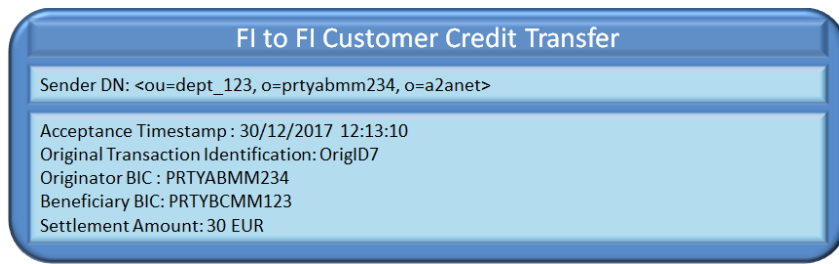 FI to FI Customer Credit Transfer
Sender DN: <ou=dept_123, o=prtyabmm234, o=a2anet>
Acceptance Timestamp : 30/12/2017 12:13:10
Original Transaction Identification: OrigID7
Originator BIC : PRTYABMM234
Beneficiary BIC: PRTYBCMM123
Settlement Amount: 30 EUR